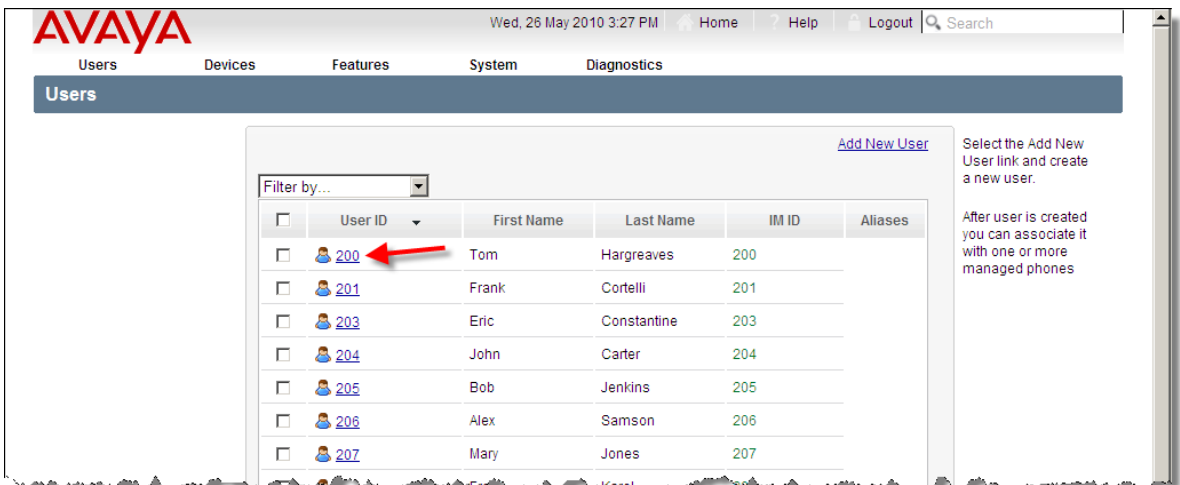 AVAYA
Wed, 26 May 2010 3:27 PM Home ? Help Logout Search
Users Devices Features System Diagnostics
Users
Add New User
Filter by...
User ID First Name Last Name IM ID Aliases
200 Tom Hargreaves 200
201 Frank Cortelli 201
203 Eric Constantine 203
204 John Carter 204
205 Bob Jenkins 205
206 Alex Samson 206
207 Mary Jones 207
Select the Add New
User link and create
a new user.
After user is created
you can associate it
with one or more
managed phones